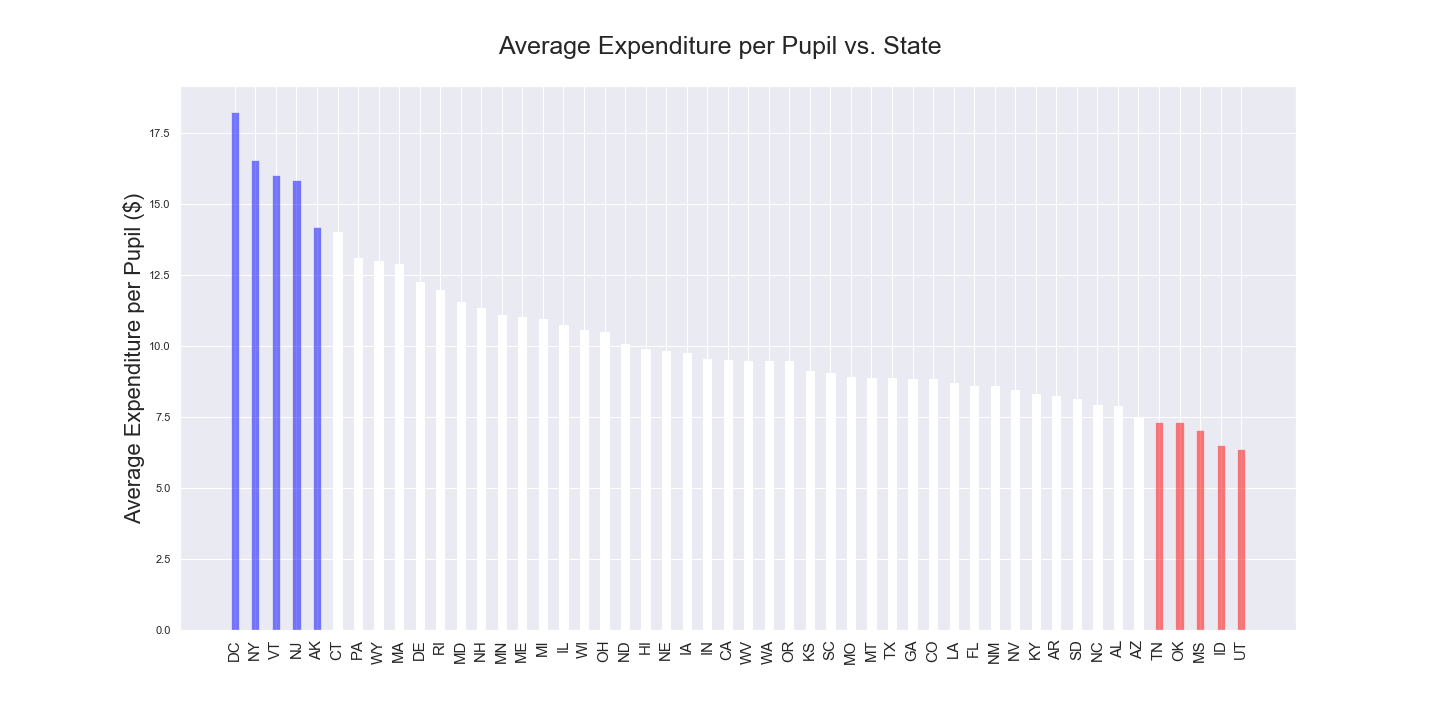 Average Expenditure per Pupil vs. State
Average Expenditure per Pupil ($)
17.5
15.0
12.5
10.0
7.5
5.0
2.5
0.0
DC NY VT NJ AK CT PA WY MA DE RI MD NH MN ME MI IL WI OH ND HI NE IA IN CA WV WA OR KS SC MO MT TX GA CO LA FL NM NV KY AR SD NC AL AZ TN OK MS ID UT